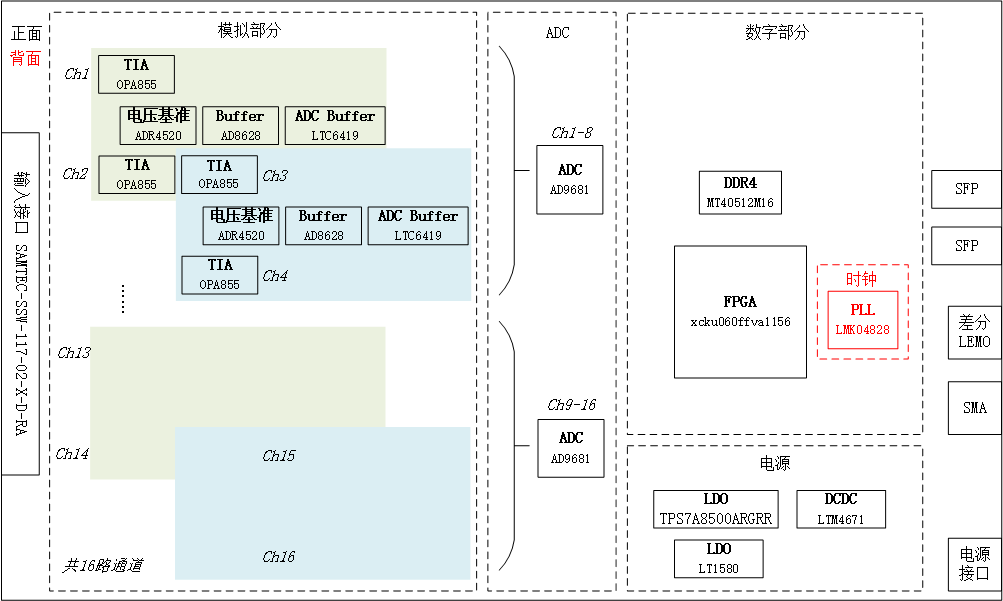 正面
背面
输入接口 SAMTEC-SSW-117-02-X-D-RA
模拟部分
Ch1
TIA
OPA855
电压基准
ADR4520
Buffer
AD8628
ADC Buffer
LTC6419
Ch2
TIA
OPA855
TIA
OPA855
Ch3
电压基准
ADR4520
Buffer
AD8628
ADC Buffer
LTC6419
TIA
OPA855
Ch4
Ch13
Ch14
Ch15
Ch16
共16路通道
ADC
Ch1-8
ADC
AD9681
Ch9-16
ADC
AD9681
数字部分
DDR4
MT40512M16
FPGA
xcku060ffva1156
时钟
PLL
LMK04828
电源
LDO
TPS7A8500ARGRR
DCDC
LTM4671
LDO
LT1580
SFP
SFP
差分
LEMO
SMA
电源
接口